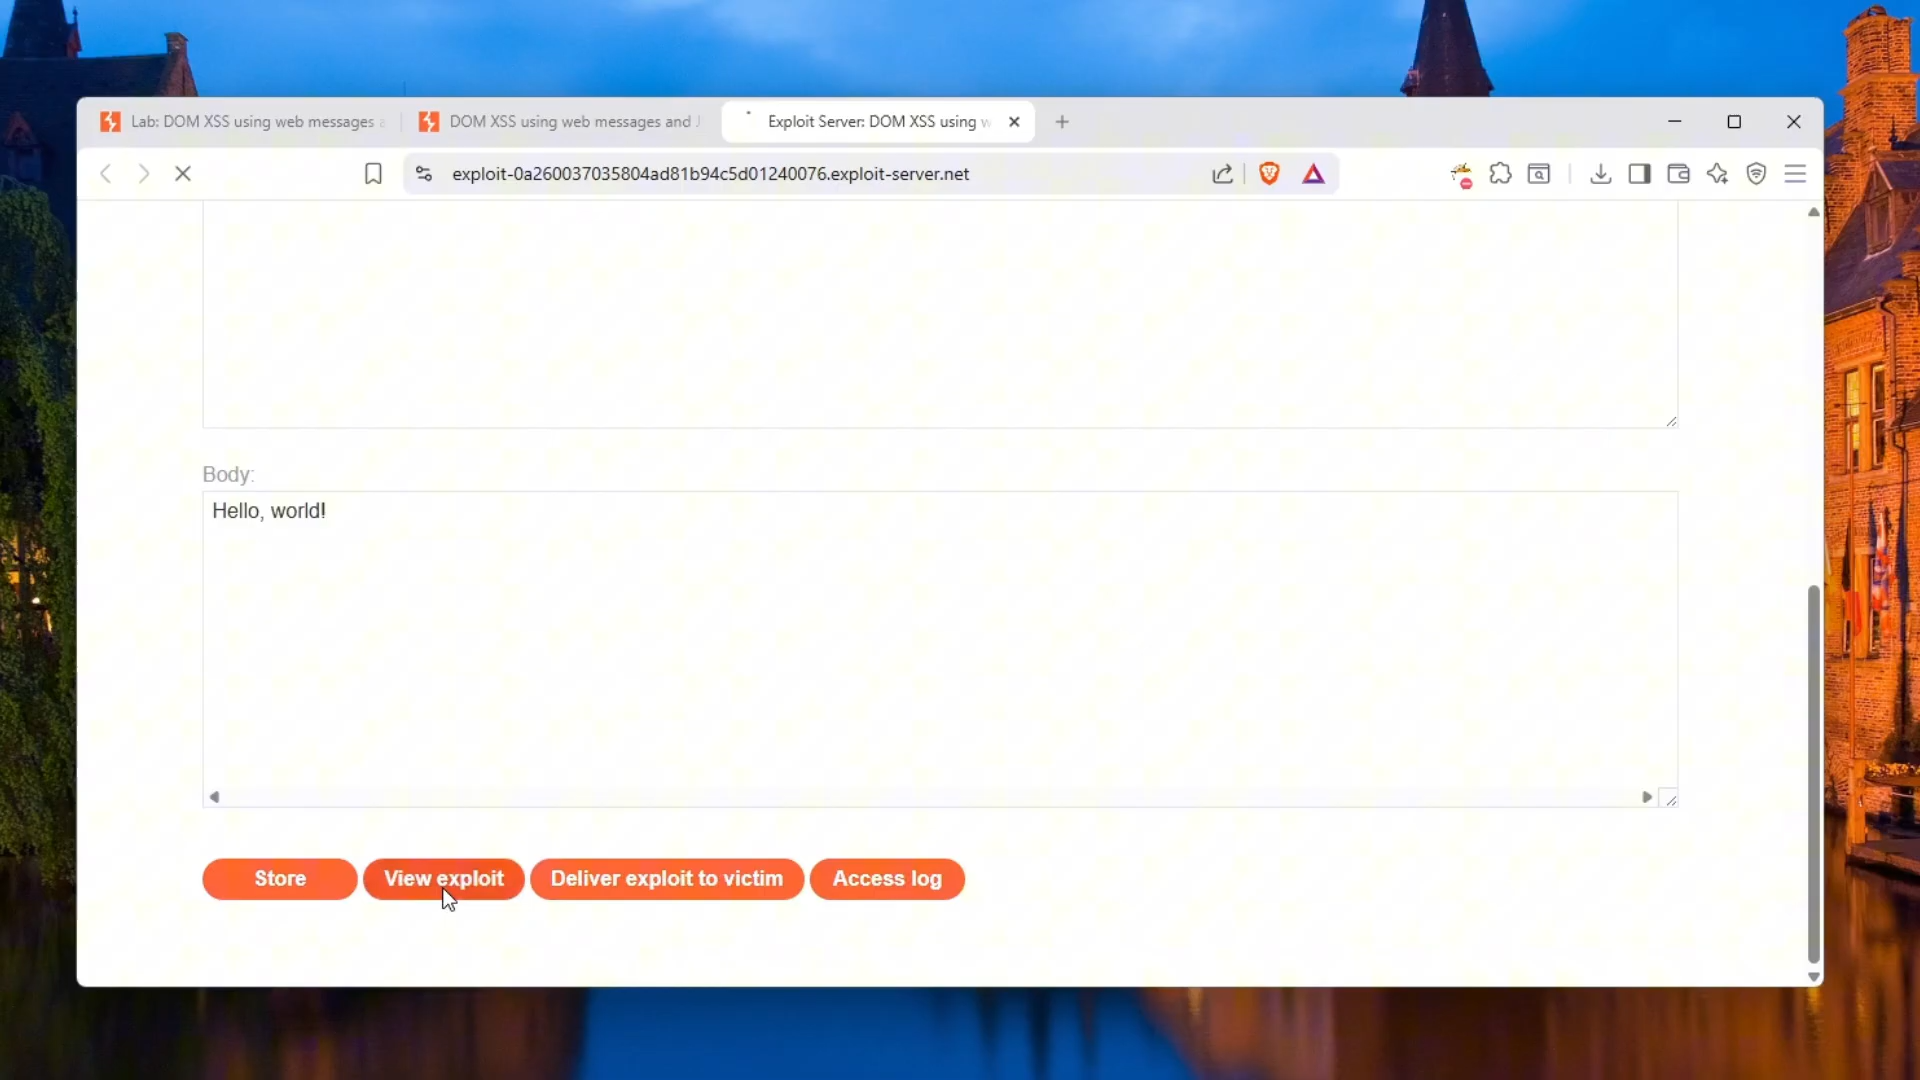 Lab: DOM XSS using web messages a
DOM XSS using web messages and J
Exploit Server: DOM XSS using w
exploit-0a260037035804ad81b94c5d01240076.exploit-server.net
Body:
Hello, world!
Store
View exploit
Deliver exploit to victim
Access log